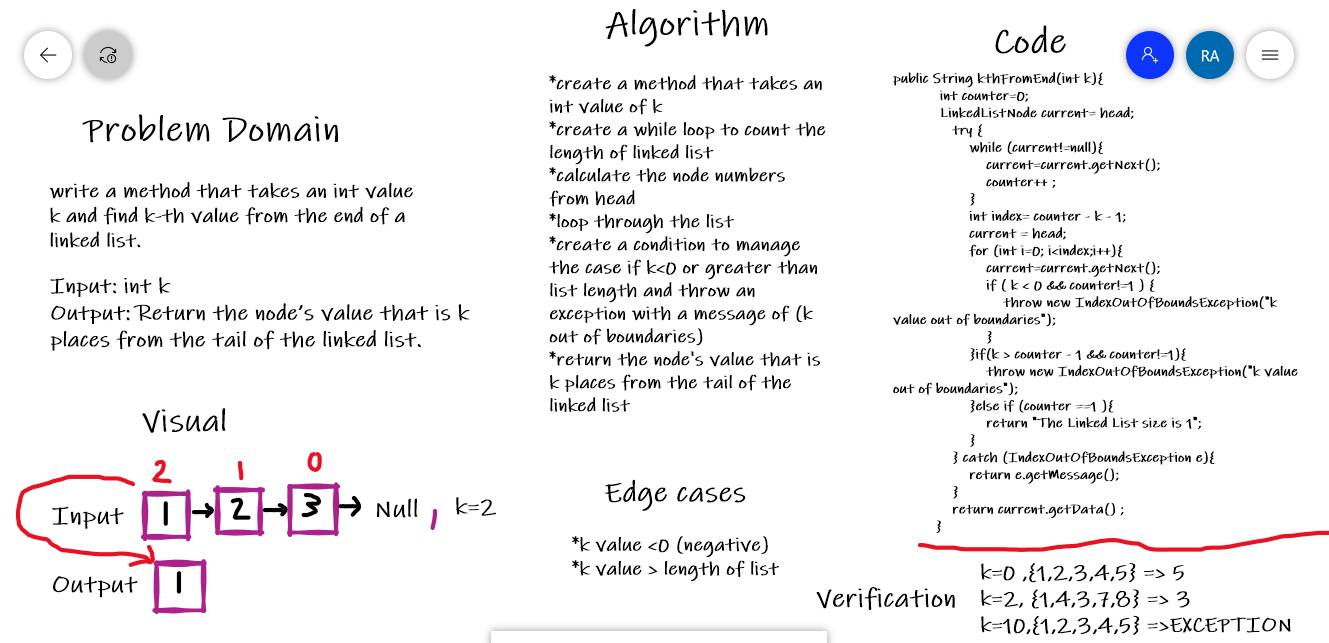 Problem Domain
write a method that takes an int value
k and find k-th value from the end of a
linked list.
Input: int k
Output: Return the node's value that is k
places from the tail of the linked list.
Visual
2 1 0
Input 1 2 3 Null , k=2
Output 1
Algorithm
*create a method that takes an
int value of k
*create a while loop to count the
length of linked list
*calculate the node numbers
from head
*loop through the list
*create a condition to manage
the case if k<0 or greater than
list length and throw an
exception with a message of (k
out of boundaries)
*return the node's value that is
k places from the tail of the
linked list
Edge cases
*k value <0 (negative)
*k value > length of list
Code
RA
public String kthFromEnd(int k){
int counter=0;
LinkedListNode current= head;
try {
while (current!=null){
current=current.getNext();
counter++ ;
}
int index= counter - k - 1;
current = head;
for (int i=0; i<index;i++){
current=current.getNext();
if ( k < 0 && counter!=1 ) {
throw new IndexOutOfBoundsException("k
value out of boundaries");
}
}if(k > counter - 1 && counter!=1){
throw new IndexOutOfBoundsException("k value
out of boundaries");
}else if (counter ==1 ){
return "The Linked List size is 1";
}
} catch (IndexOutOfBoundsException e){
return e.getMessage();
}
return current.getData() ;
}
Verification
k=0 ,{1,2,3,4,5} => 5
k=2, {1,4,3,7,8} => 3
k=10,{1,2,3,4,5} =>EXCEPTION